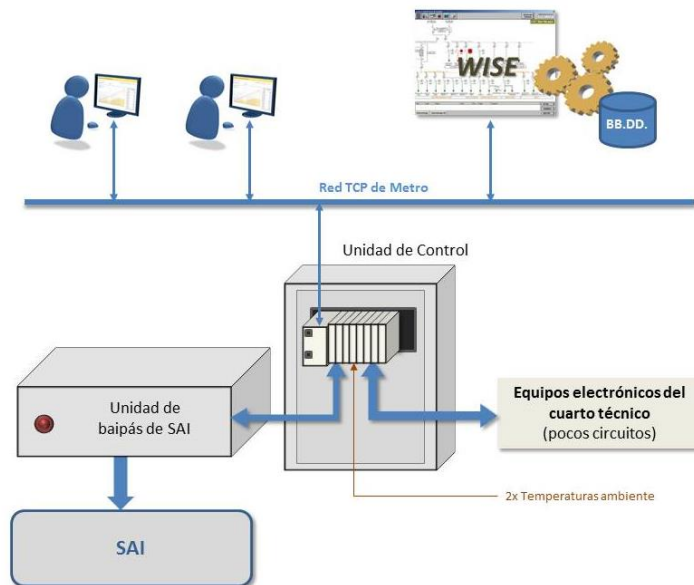 WISE
BB.DD.
Red TCP de Metro
Unidad de Control
Unidad de
baipás de SAI
Equipos electrónicos del
cuarto técnico
(pocos circuitos)
2x Temperaturas ambiente
SAI